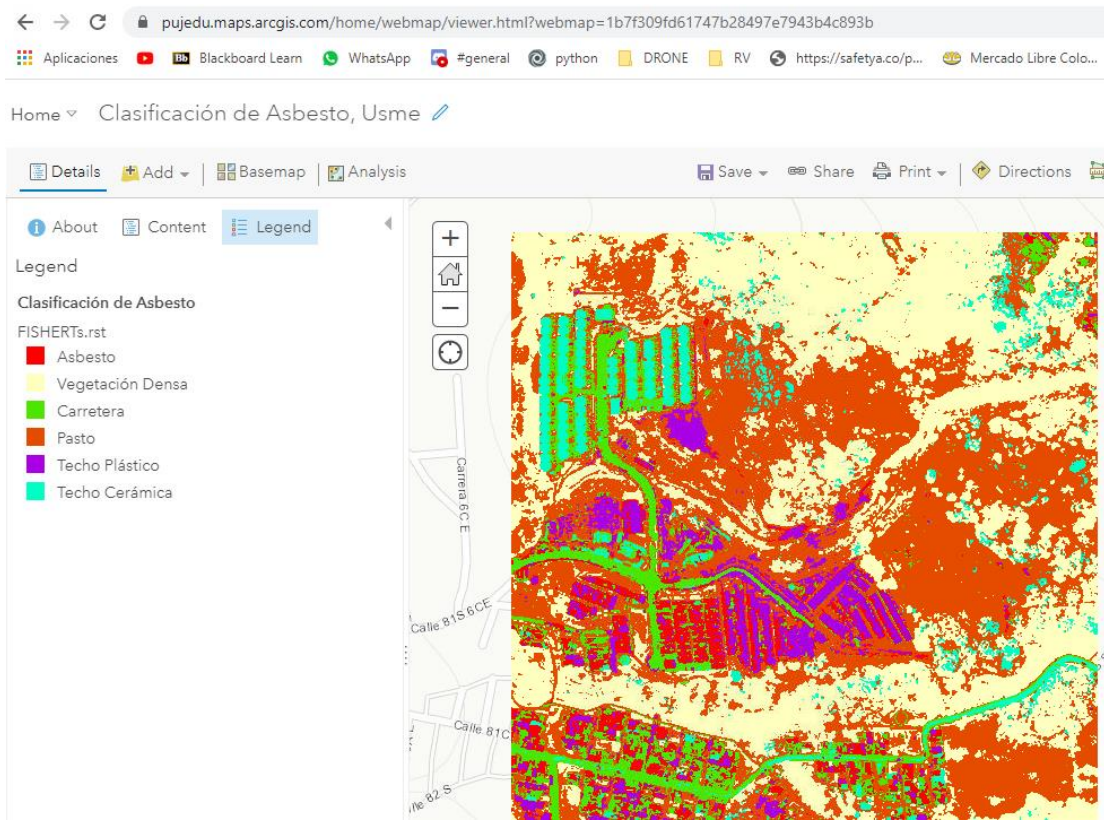 pujedu.maps.arcgis.com/home/webmap/viewer.html?webmap=1b7f309fd61747b28497e7943b4c893b
Aplicaciones Bb Blackboard Learn WhatsApp #general python DRONE RV https://safetya.co/p... Mercado Libre Colo...
Home Clasificación de Asbesto, Usme
Details Add Basemap Analysis Save Share Print Directions
About Content Legend
Legend
Clasificación de Asbesto
FISHERTs.rst
Asbesto
Vegetación Densa
Carretera
Pasto
Techo Plástico
Techo Cerámica
Carrera 6C E
Calle 81S 6CE
Calle 81C
lle 82 S